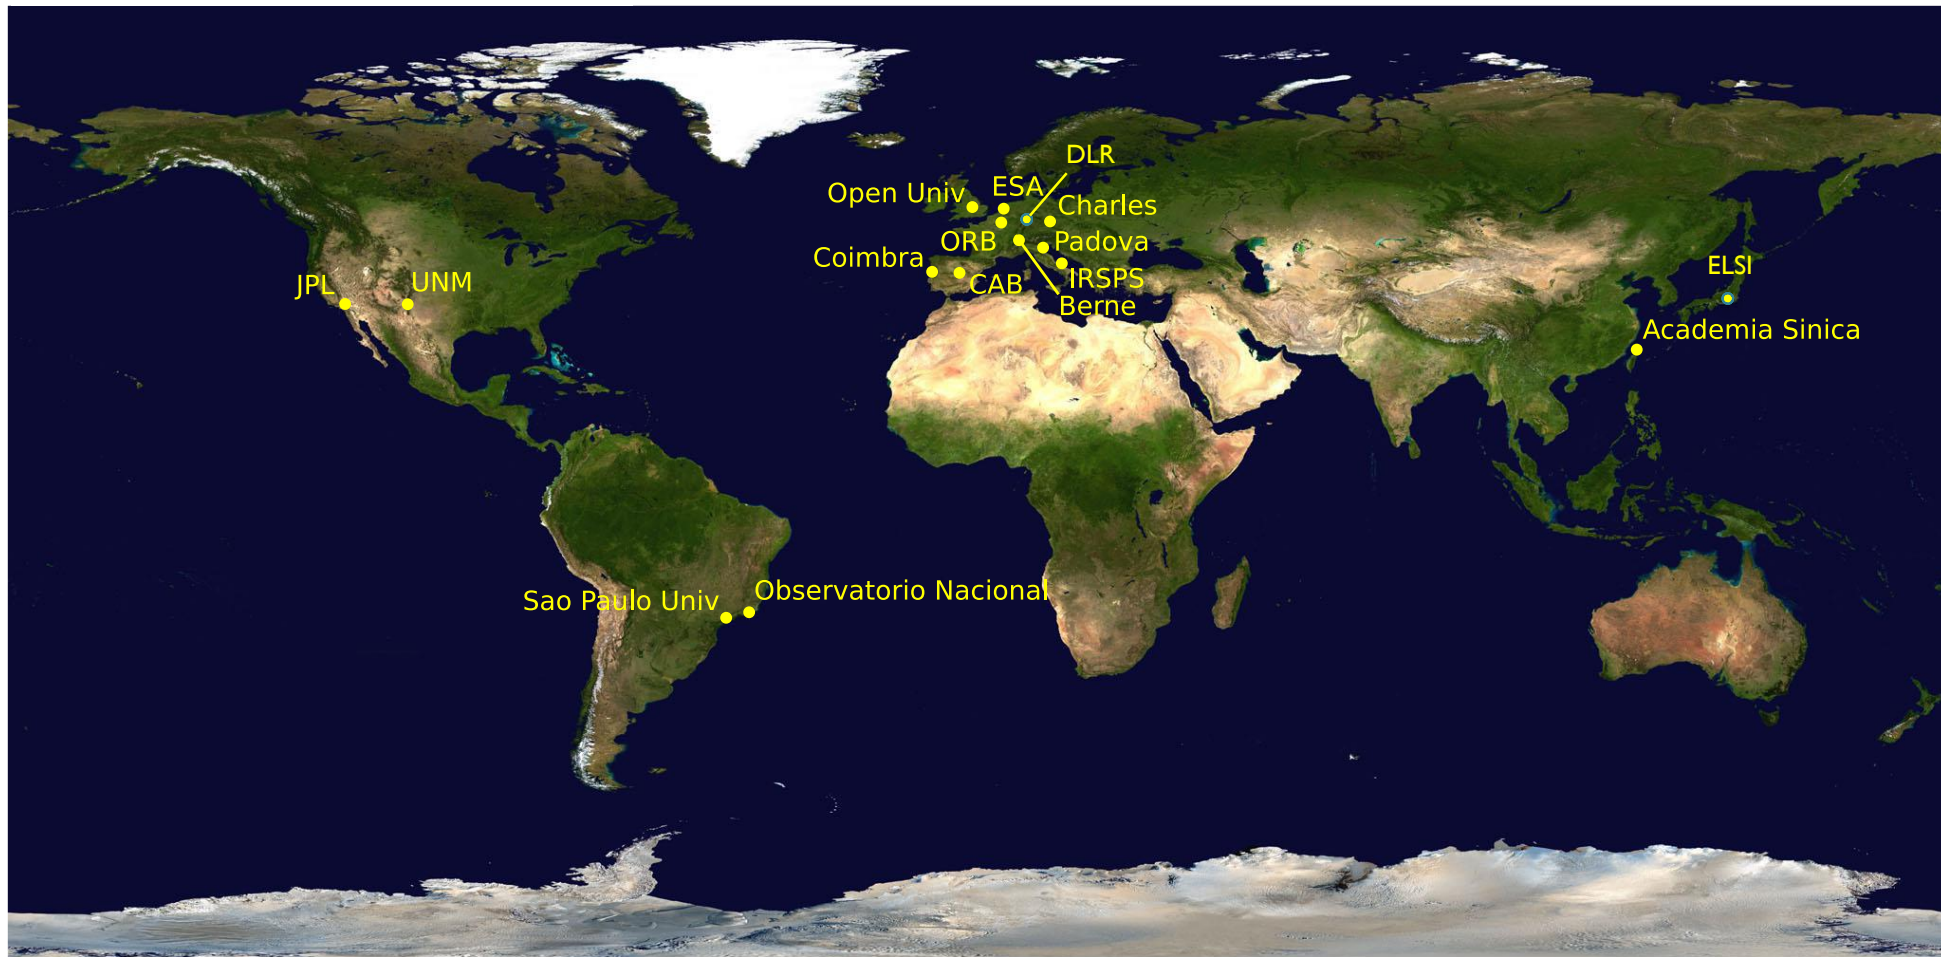 DLR
Open Univ
ESA
Charles
ORB
Padova
Coimbra
CAB
IRSPS
Berne
JPL
UNM
ELSI
Academia Sinica
Sao Paulo Univ
Observatorio Nacional